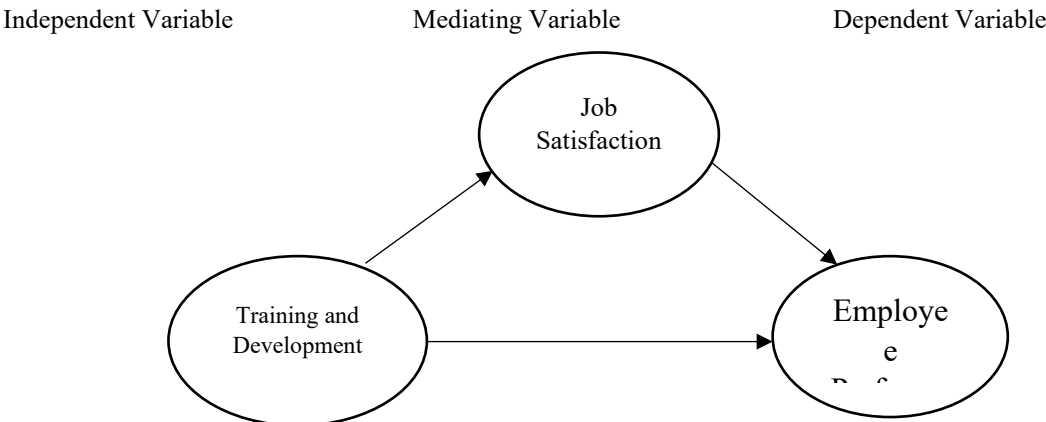 Independent Variable Mediating Variable Dependent Variable
Job
Satisfaction
Training and
Development
Employe
e